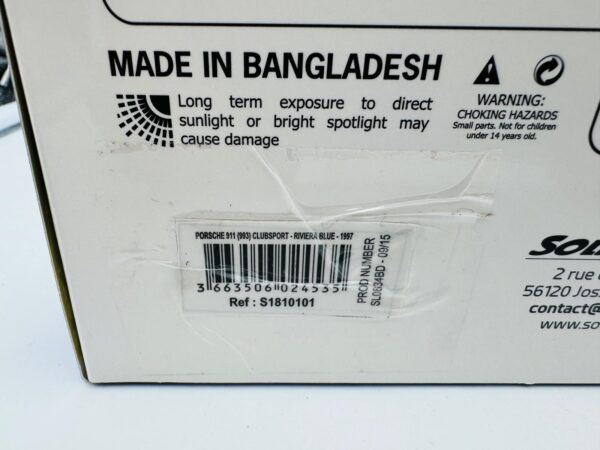 MADE IN BANGLADESH
Long term exposure to direct
sunlight or bright spotlight may
cause damage
WARNING:
CHOKING HAZARDS
Small parts. Not for children
under 14 years old.
PORSCHE 911 (993) CLUBSPORT - RIVIERA BLUE - 1997
3 663506 024535
Ref : S1810101
PROD NUMBER
SL0634BD - 09/15
2 rue
56120 Jos
contact@
www.so